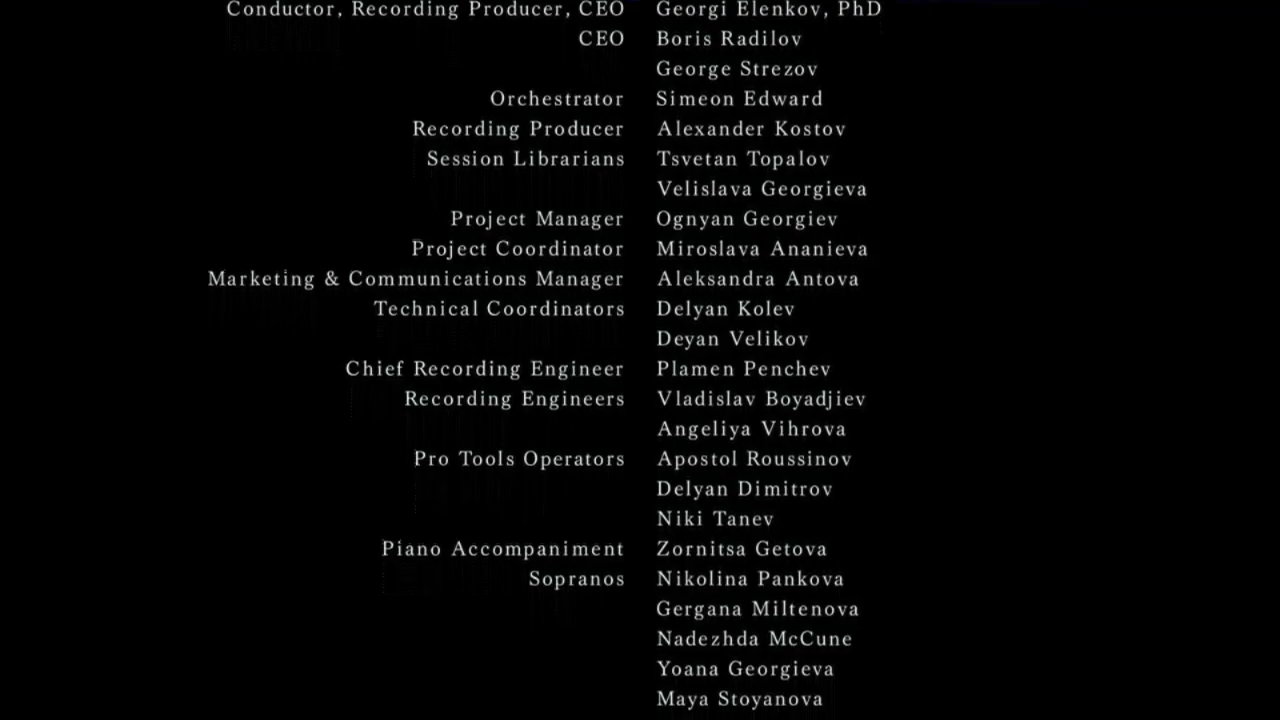 Conductor, Recording Producer, CEO Georgi Elenkov, PhD
CEO Boris Radilov
George Strezov
Orchestrator Simeon Edward
Recording Producer Alexander Kostov
Session Librarians Tsvetan Topalov
Velislava Georgieva
Project Manager Ognyan Georgiev
Project Coordinator Miroslava Ananieva
Marketing & Communications Manager Aleksandra Antova
Technical Coordinators Delyan Kolev
Deyan Velikov
Chief Recording Engineer Plamen Penchev
Recording Engineers Vladislav Boyadjiev
Angeliya Vihrova
Pro Tools Operators Apostol Roussinov
Delyan Dimitrov
Niki Tanev
Piano Accompaniment Zornitsa Getova
Sopranos Nikolina Pankova
Gergana Miltenova
Nadezhda McCune
Yoana Georgieva
Maya Stoyanova